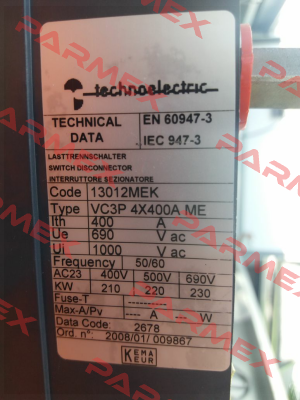 technoelectric
TECHNICAL DATA
EN 60947-3
IEC 947-3
LASTTRENNSCHALTER
SWITCH DISCONNECTOR
INTERRUTTORE SEZIONATORE
Code 13012MEK
Type VC3P 4X400A ME
Ith 400 A
Ue 690 V ac
Ui 1000 V ac
Frequency 50/60
AC23 400V 500V 690V
KW 210 220 230
Fuse-T ----------
Max-A/Pv ---- A --- W
Data Code: 2678
Ord. n°: 2008/01/ 009867
KEMA
KEUR
PARMEX
PARMEX
PARMEX
PARMEX
PARMEX